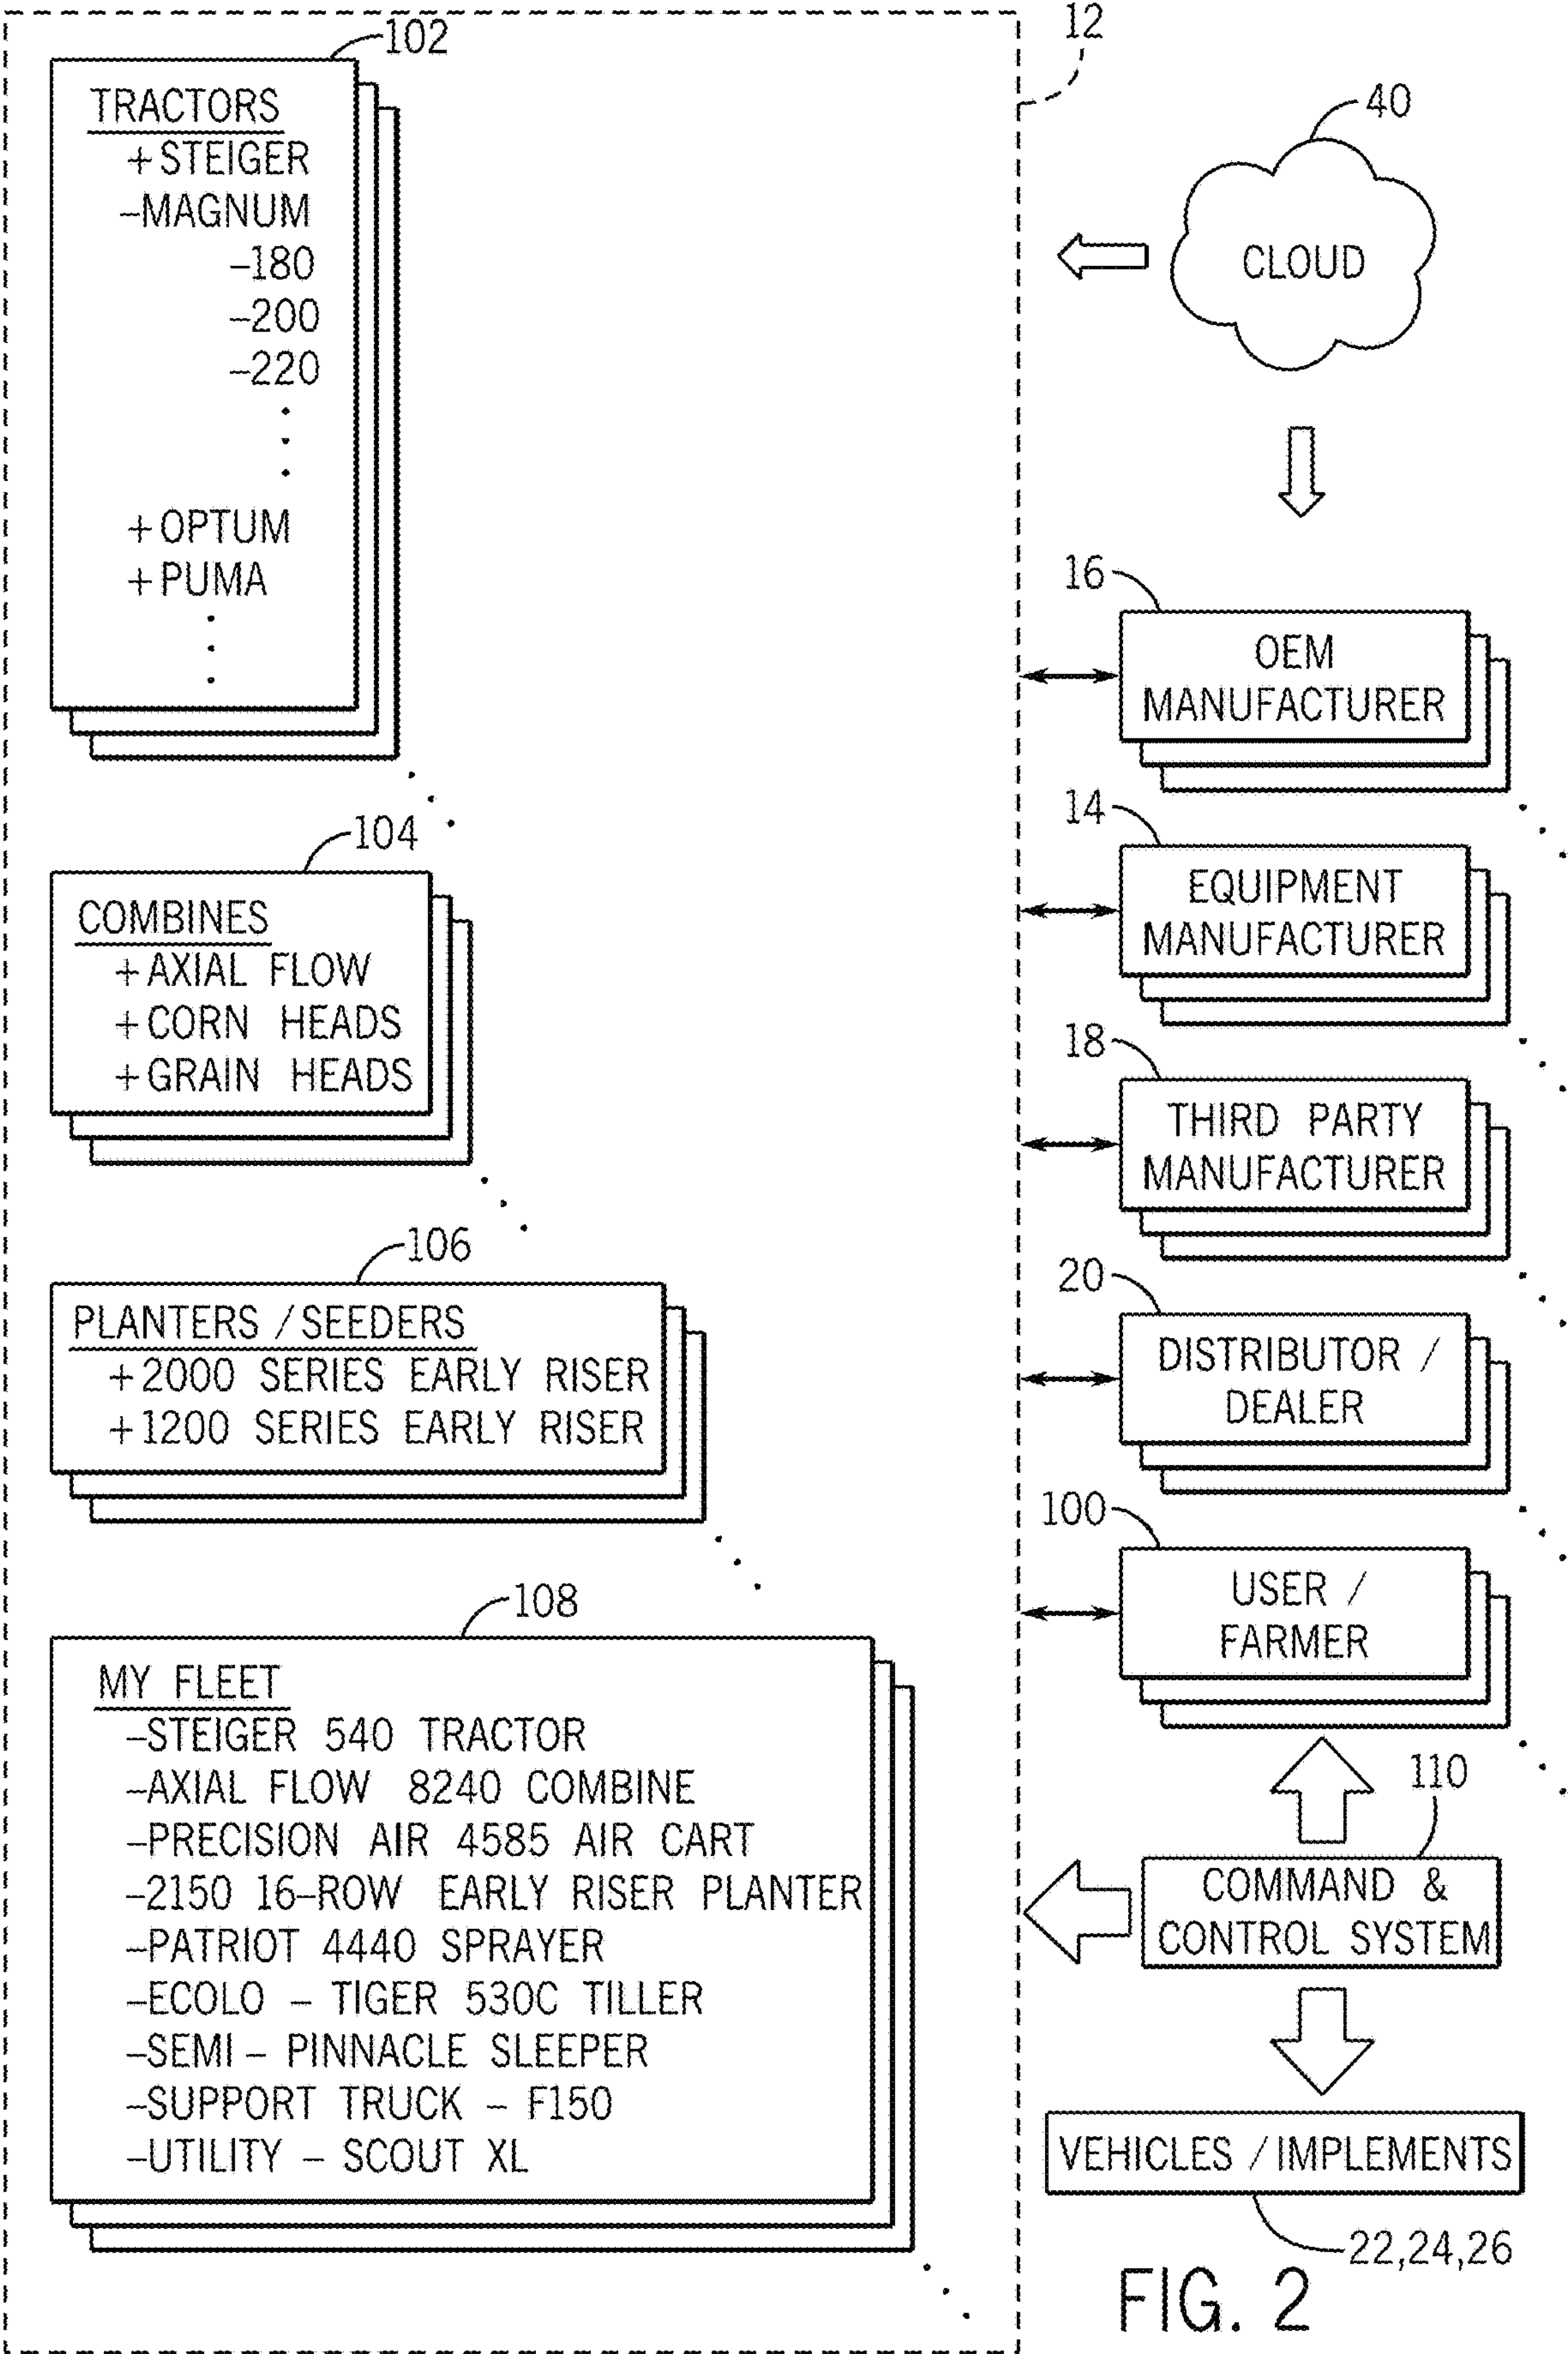 102
TRACTORS
+STEIGER
–MAGNUM
–180
–200
–220
+OPTUM
+PUMA
104
COMBINES
+AXIAL FLOW
+CORN HEADS
+GRAIN HEADS
106
PLANTERS / SEEDERS
+2000 SERIES EARLY RISER
+1200 SERIES EARLY RISER
108
MY FLEET
–STEIGER 540 TRACTOR
–AXIAL FLOW 8240 COMBINE
–PRECISION AIR 4585 AIR CART
–2150 16–ROW EARLY RISER PLANTER
–PATRIOT 4440 SPRAYER
–ECOLO – TIGER 530C TILLER
–SEMI – PINNACLE SLEEPER
–SUPPORT TRUCK – F150
–UTILITY – SCOUT XL
12
40
CLOUD
16
OEM
MANUFACTURER
14
EQUIPMENT
MANUFACTURER
18
THIRD PARTY
MANUFACTURER
20
DISTRIBUTOR /
DEALER
100
USER /
FARMER
110
COMMAND &
CONTROL SYSTEM
VEHICLES / IMPLEMENTS
22,24,26
FIG. 2